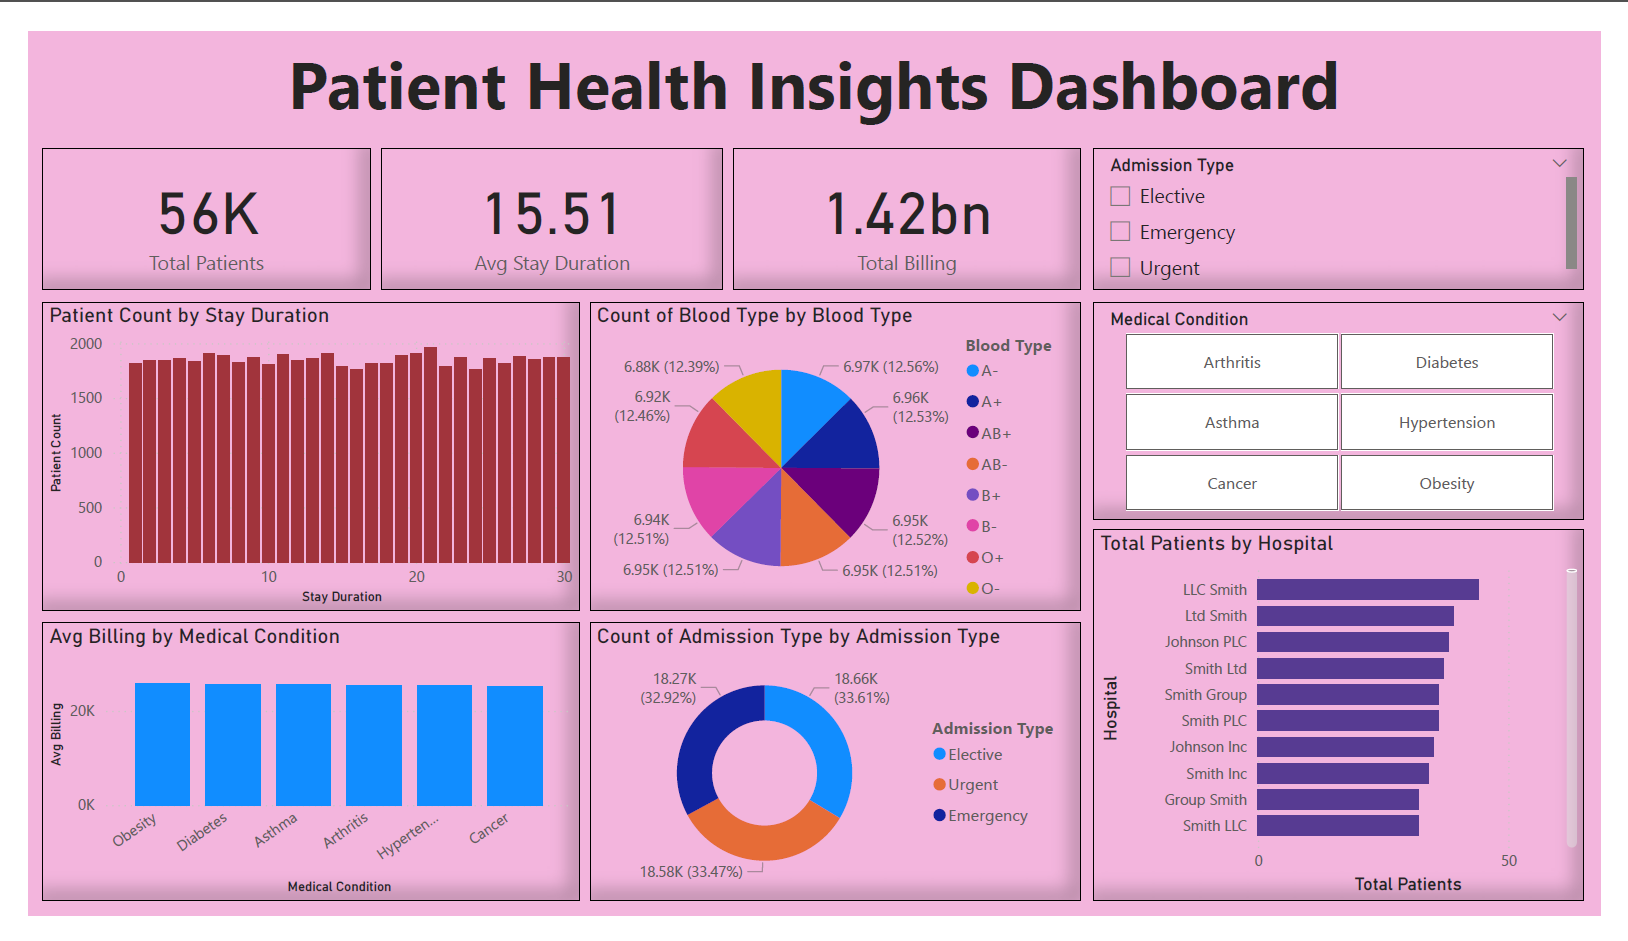 Patient Health Insights Dashboard
56K
Total Patients
15.51
Avg Stay Duration
1.42bn
Total Billing
Admission Type
Elective
Emergency
Urgent
Patient Count by Stay Duration
Patient Count
2000
1500
1000
500
0
0
10
20
30
Stay Duration
Count of Blood Type by Blood Type
6.88K (12.39%)
6.97K (12.56%)
6.92K
(12.46%)
6.96K
(12.53%)
6.94K
(12.51%)
6.95K
(12.52%)
6.95K (12.51%)
6.95K (12.51%)
Blood Type
A-
A+
AB+
AB-
B+
B-
O+
O-
Medical Condition
Arthritis
Diabetes
Asthma
Hypertension
Cancer
Obesity
Avg Billing by Medical Condition
Avg Billing
20K
0K
Obesity
Diabetes
Asthma
Arthritis
Hyperten...
Cancer
Medical Condition
Count of Admission Type by Admission Type
18.27K
(32.92%)
18.66K
(33.61%)
18.58K (33.47%)
Admission Type
Elective
Urgent
Emergency
Total Patients by Hospital
Hospital
LLC Smith
Ltd Smith
Johnson PLC
Smith Ltd
Smith Group
Smith PLC
Johnson Inc
Smith Inc
Group Smith
Smith LLC
0
50
Total Patients